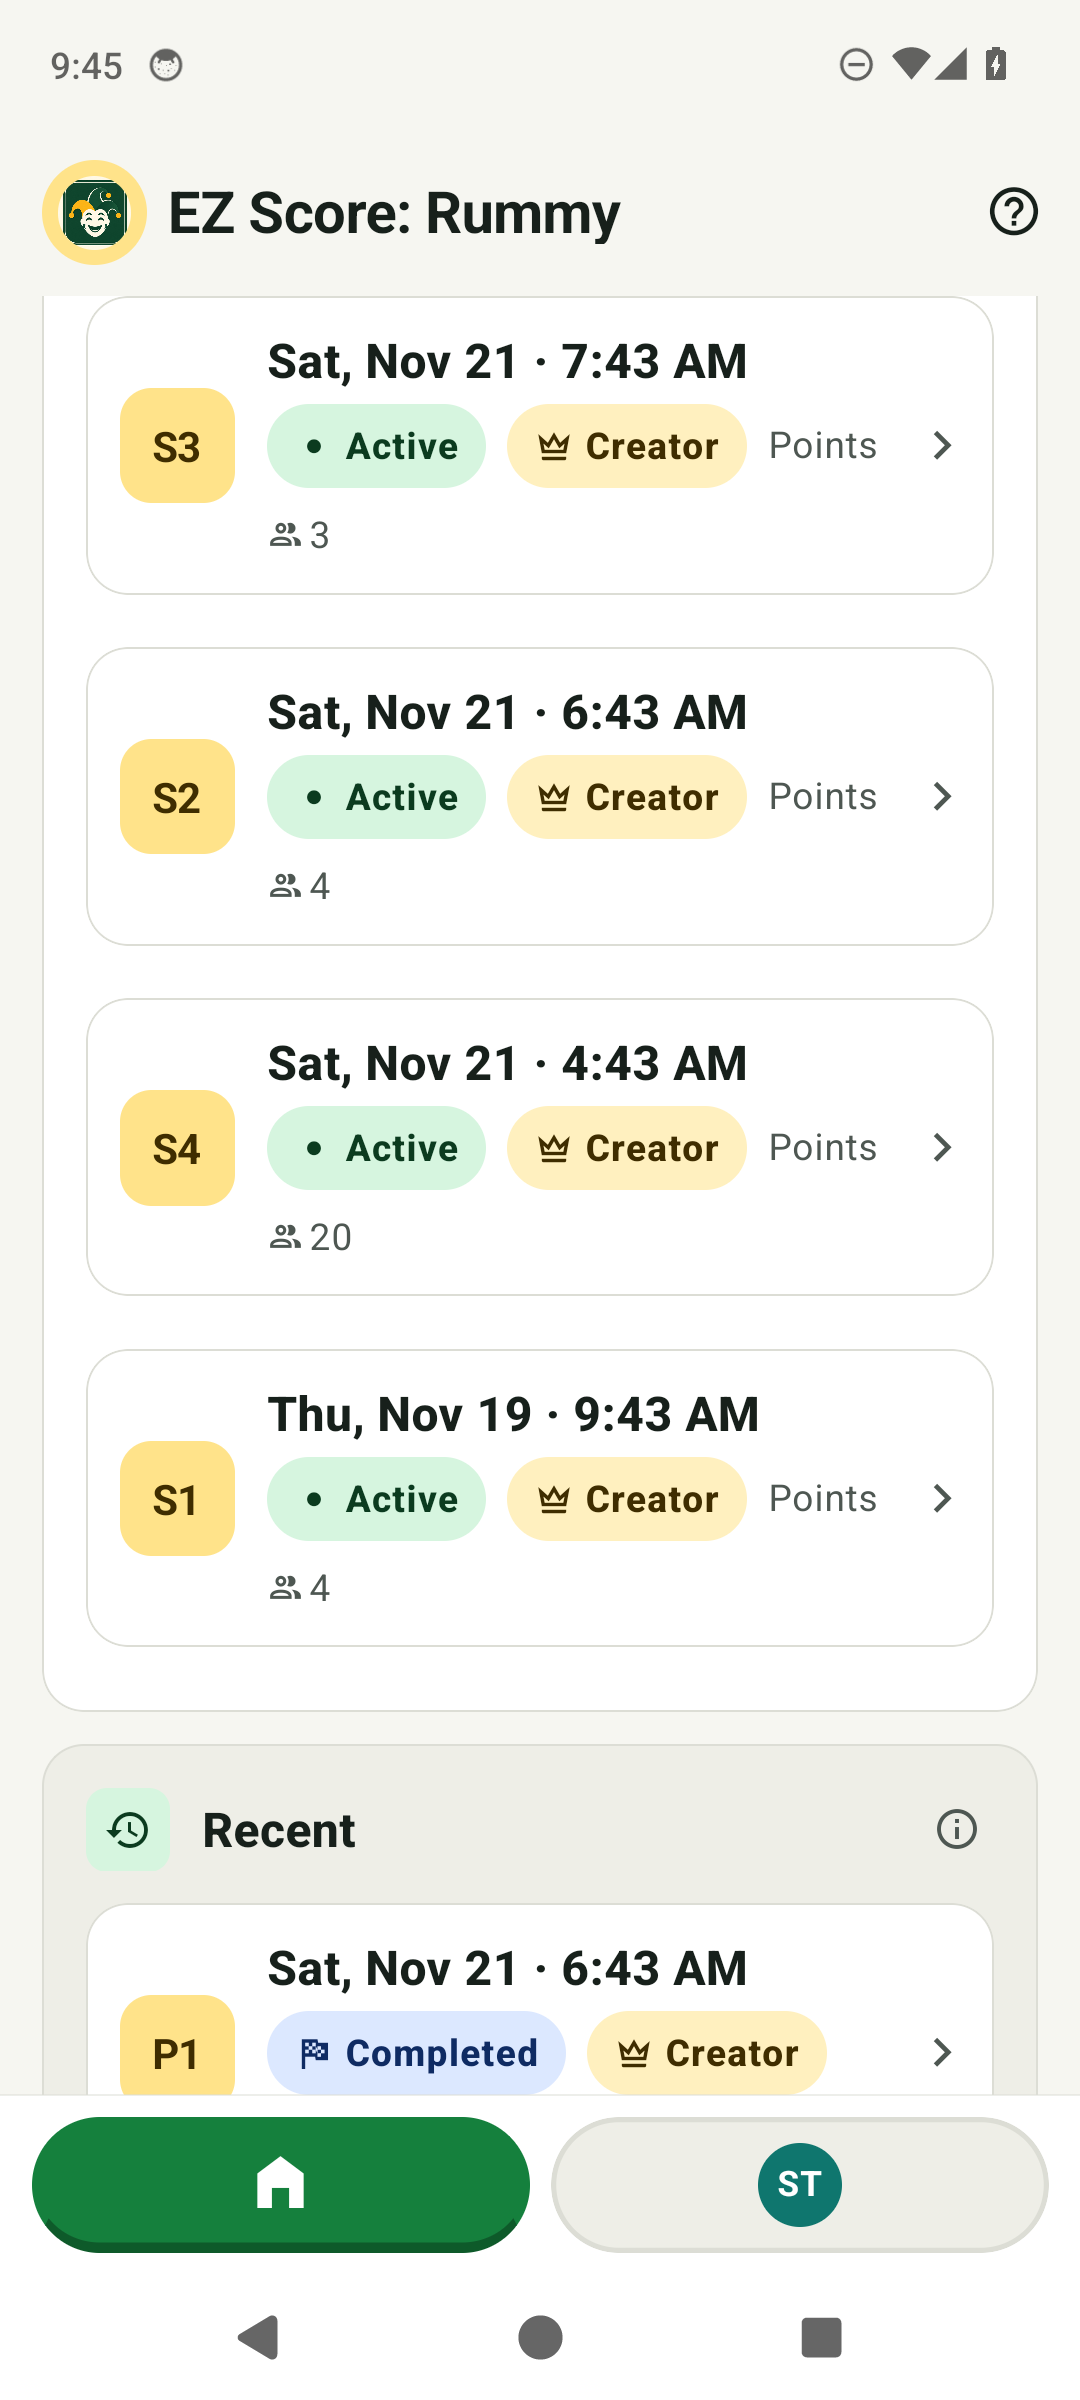 9:45
EZ Score: Rummy
Sat, Nov 21 · 7:43 AM
S3
Active
Creator
Points
3
Sat, Nov 21 · 6:43 AM
S2
Active
Creator
Points
4
Sat, Nov 21 · 4:43 AM
S4
Active
Creator
Points
20
Thu, Nov 19 · 9:43 AM
S1
Active
Creator
Points
4
Recent
Sat, Nov 21 · 6:43 AM
P1
Completed
Creator
ST